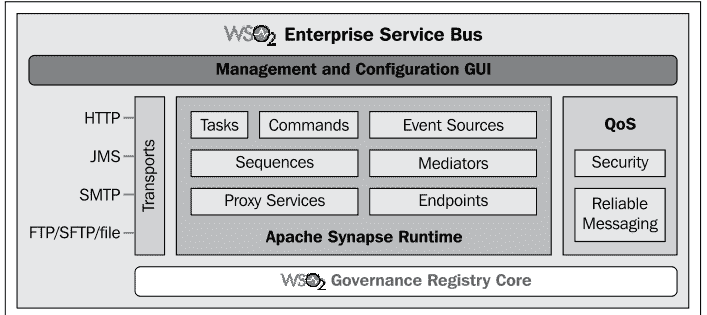 WSO2 Enterprise Service Bus
Management and Configuration GUI
HTTP
JMS
SMTP
FTP/SFTP/file
Transports
Tasks
Commands
Event Sources
Sequences
Mediators
Proxy Services
Endpoints
Apache Synapse Runtime
QoS
Security
Reliable
Messaging
WSO2 Governance Registry Core